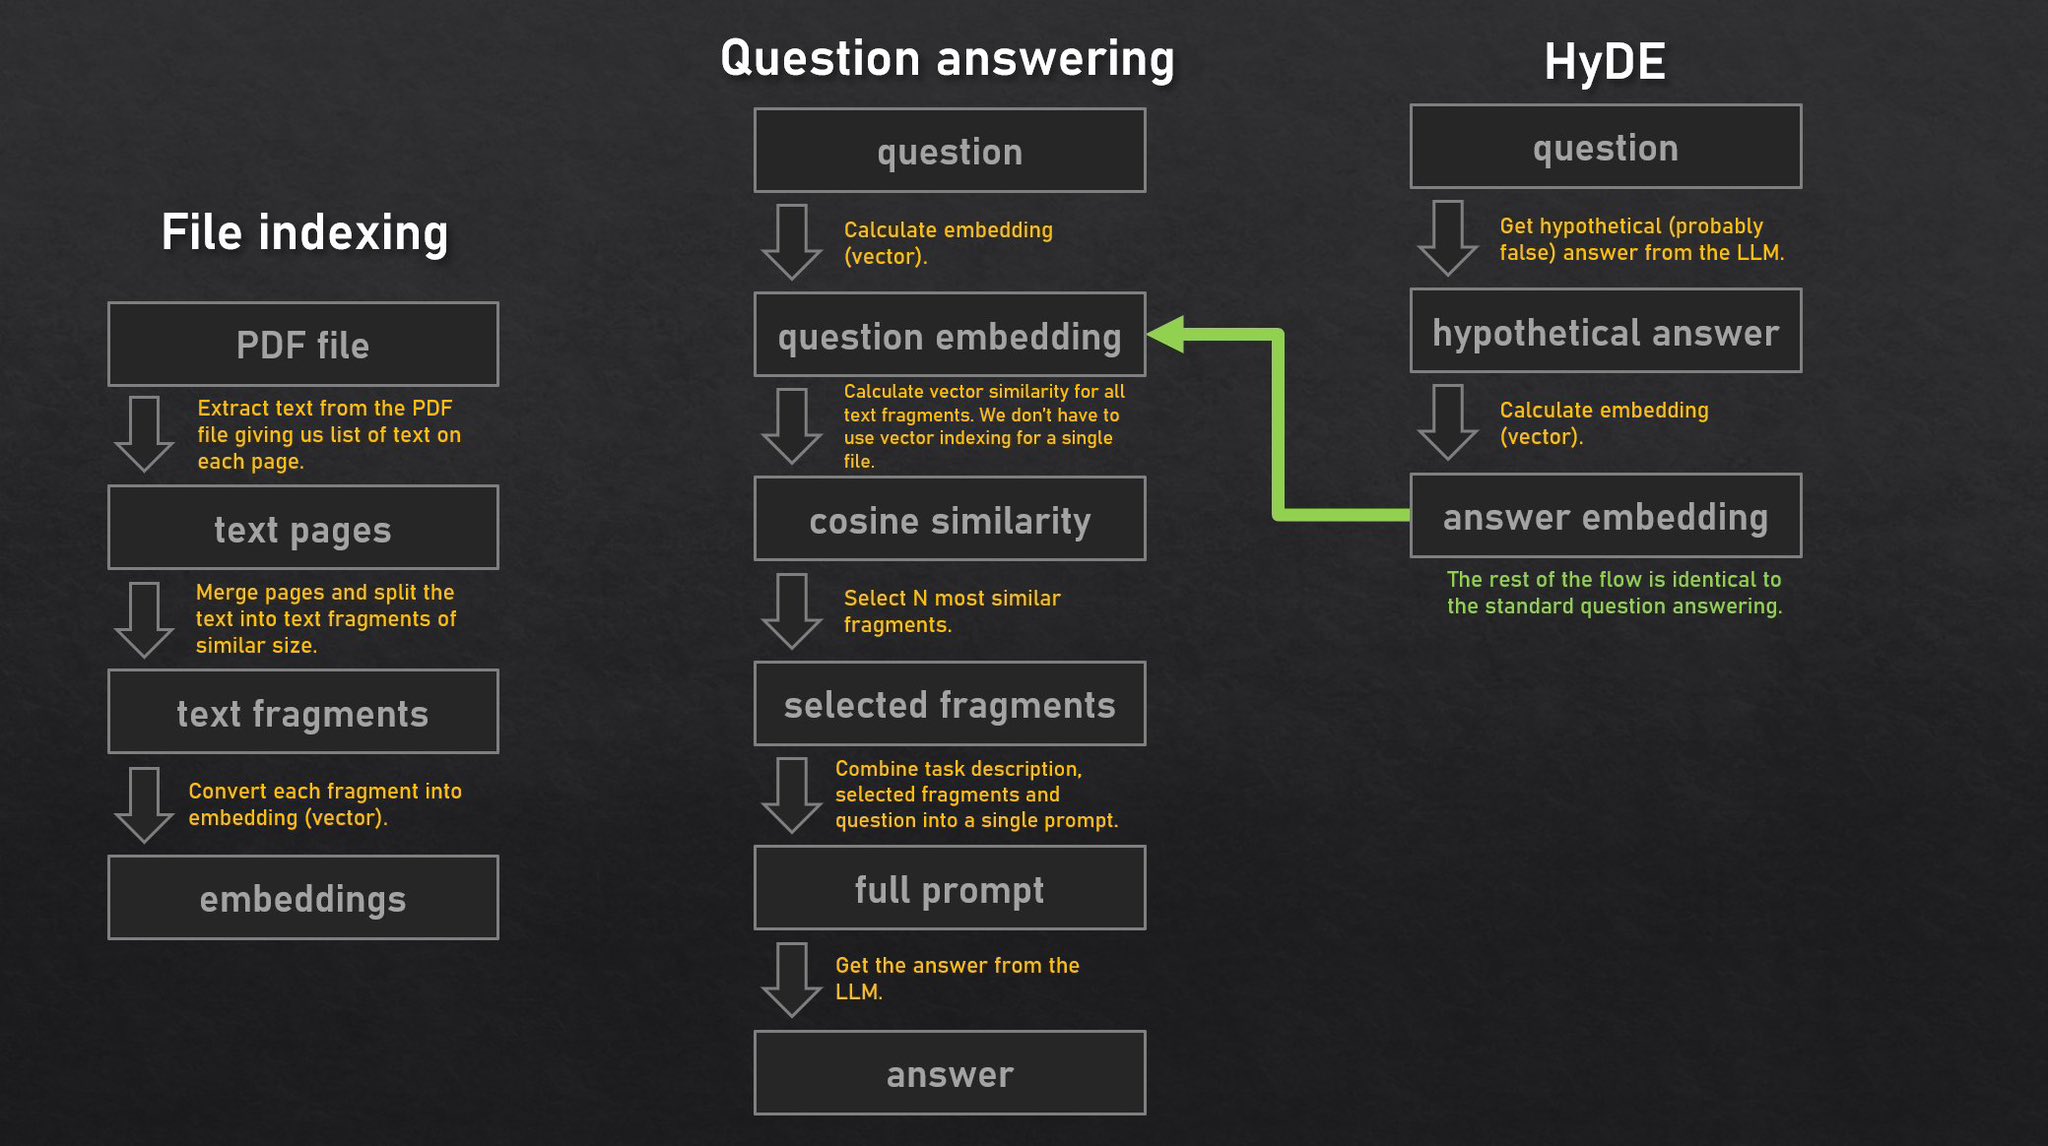 File indexing
PDF file
Extract text from the PDF
file giving us list of text on
each page.
text pages
Merge pages and split the
text into text fragments of
similar size.
text fragments
Convert each fragment into
embedding (vector).
embeddings
Question answering
question
Calculate embedding
(vector).
question embedding
Calculate vector similarity for all
text fragments. We don't have to
use vector indexing for a single
file.
cosine similarity
Select N most similar
fragments.
selected fragments
Combine task description,
selected fragments and
question into a single prompt.
full prompt
Get the answer from the
LLM.
answer
HyDE
question
Get hypothetical (probably
false) answer from the LLM.
hypothetical answer
Calculate embedding
(vector).
answer embedding
The rest of the flow is identical to
the standard question answering.